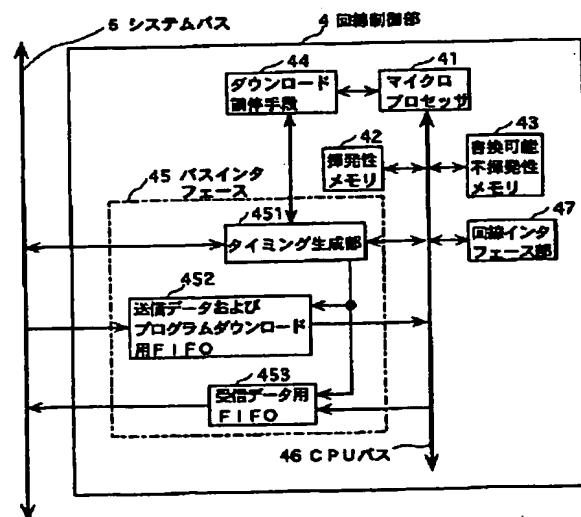 5 システムバス
4 回線制御部
44
ダウンロード
調停手段
41
マイクロ
プロセッサ
42
揮発性
メモリ
43
書換可能
不揮発性
メモリ
45 バスインタ
フェース
451
タイミング生成部
47
回線インタ
フェース部
452
送信データおよび
プログラムダウンロード
用FIFO
453
受信データ用
FIFO
46 CPUバス